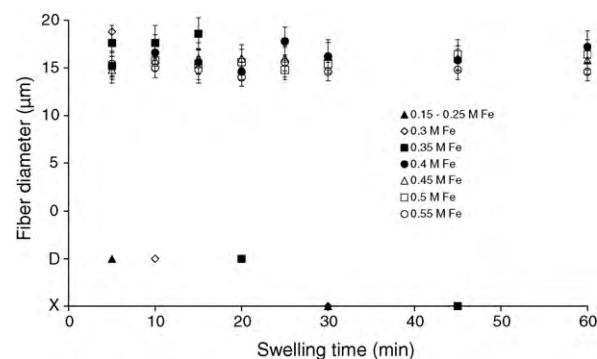 20
15
10
5
0
D
X
Fiber diameter (µm)
0.15 - 0.25 M Fe
0.3 M Fe
0.35 M Fe
0.4 M Fe
0.45 M Fe
0.5 M Fe
0.55 M Fe
0 10 20 30 40 50 60
Swelling time (min)